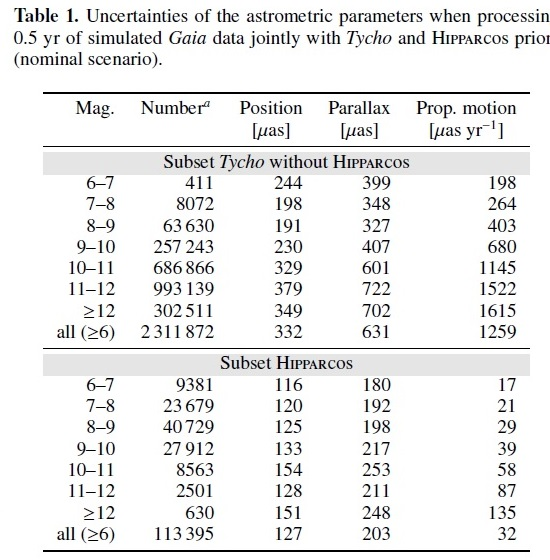 Table 1. Uncertainties of the astrometric parameters when processin
0.5 yr of simulated Gaia data jointly with Tycho and HIPPARCOS prior
(nominal scenario).
Mag. Numberᵃ Position Parallax Prop. motion
[μas] [μas] [μas yr⁻¹]
Subset Tycho without HIPPARCOS
6–7 411 244 399 198
7–8 8072 198 348 264
8–9 63 630 191 327 403
9–10 257 243 230 407 680
10–11 686 866 329 601 1145
11–12 993 139 379 722 1522
≥12 302 511 349 702 1615
all (≥6) 2 311 872 332 631 1259
Subset HIPPARCOS
6–7 9381 116 180 17
7–8 23 679 120 192 21
8–9 40 729 125 198 29
9–10 27 912 133 217 39
10–11 8563 154 253 58
11–12 2501 128 211 87
≥12 630 151 248 135
all (≥6) 113 395 127 203 32